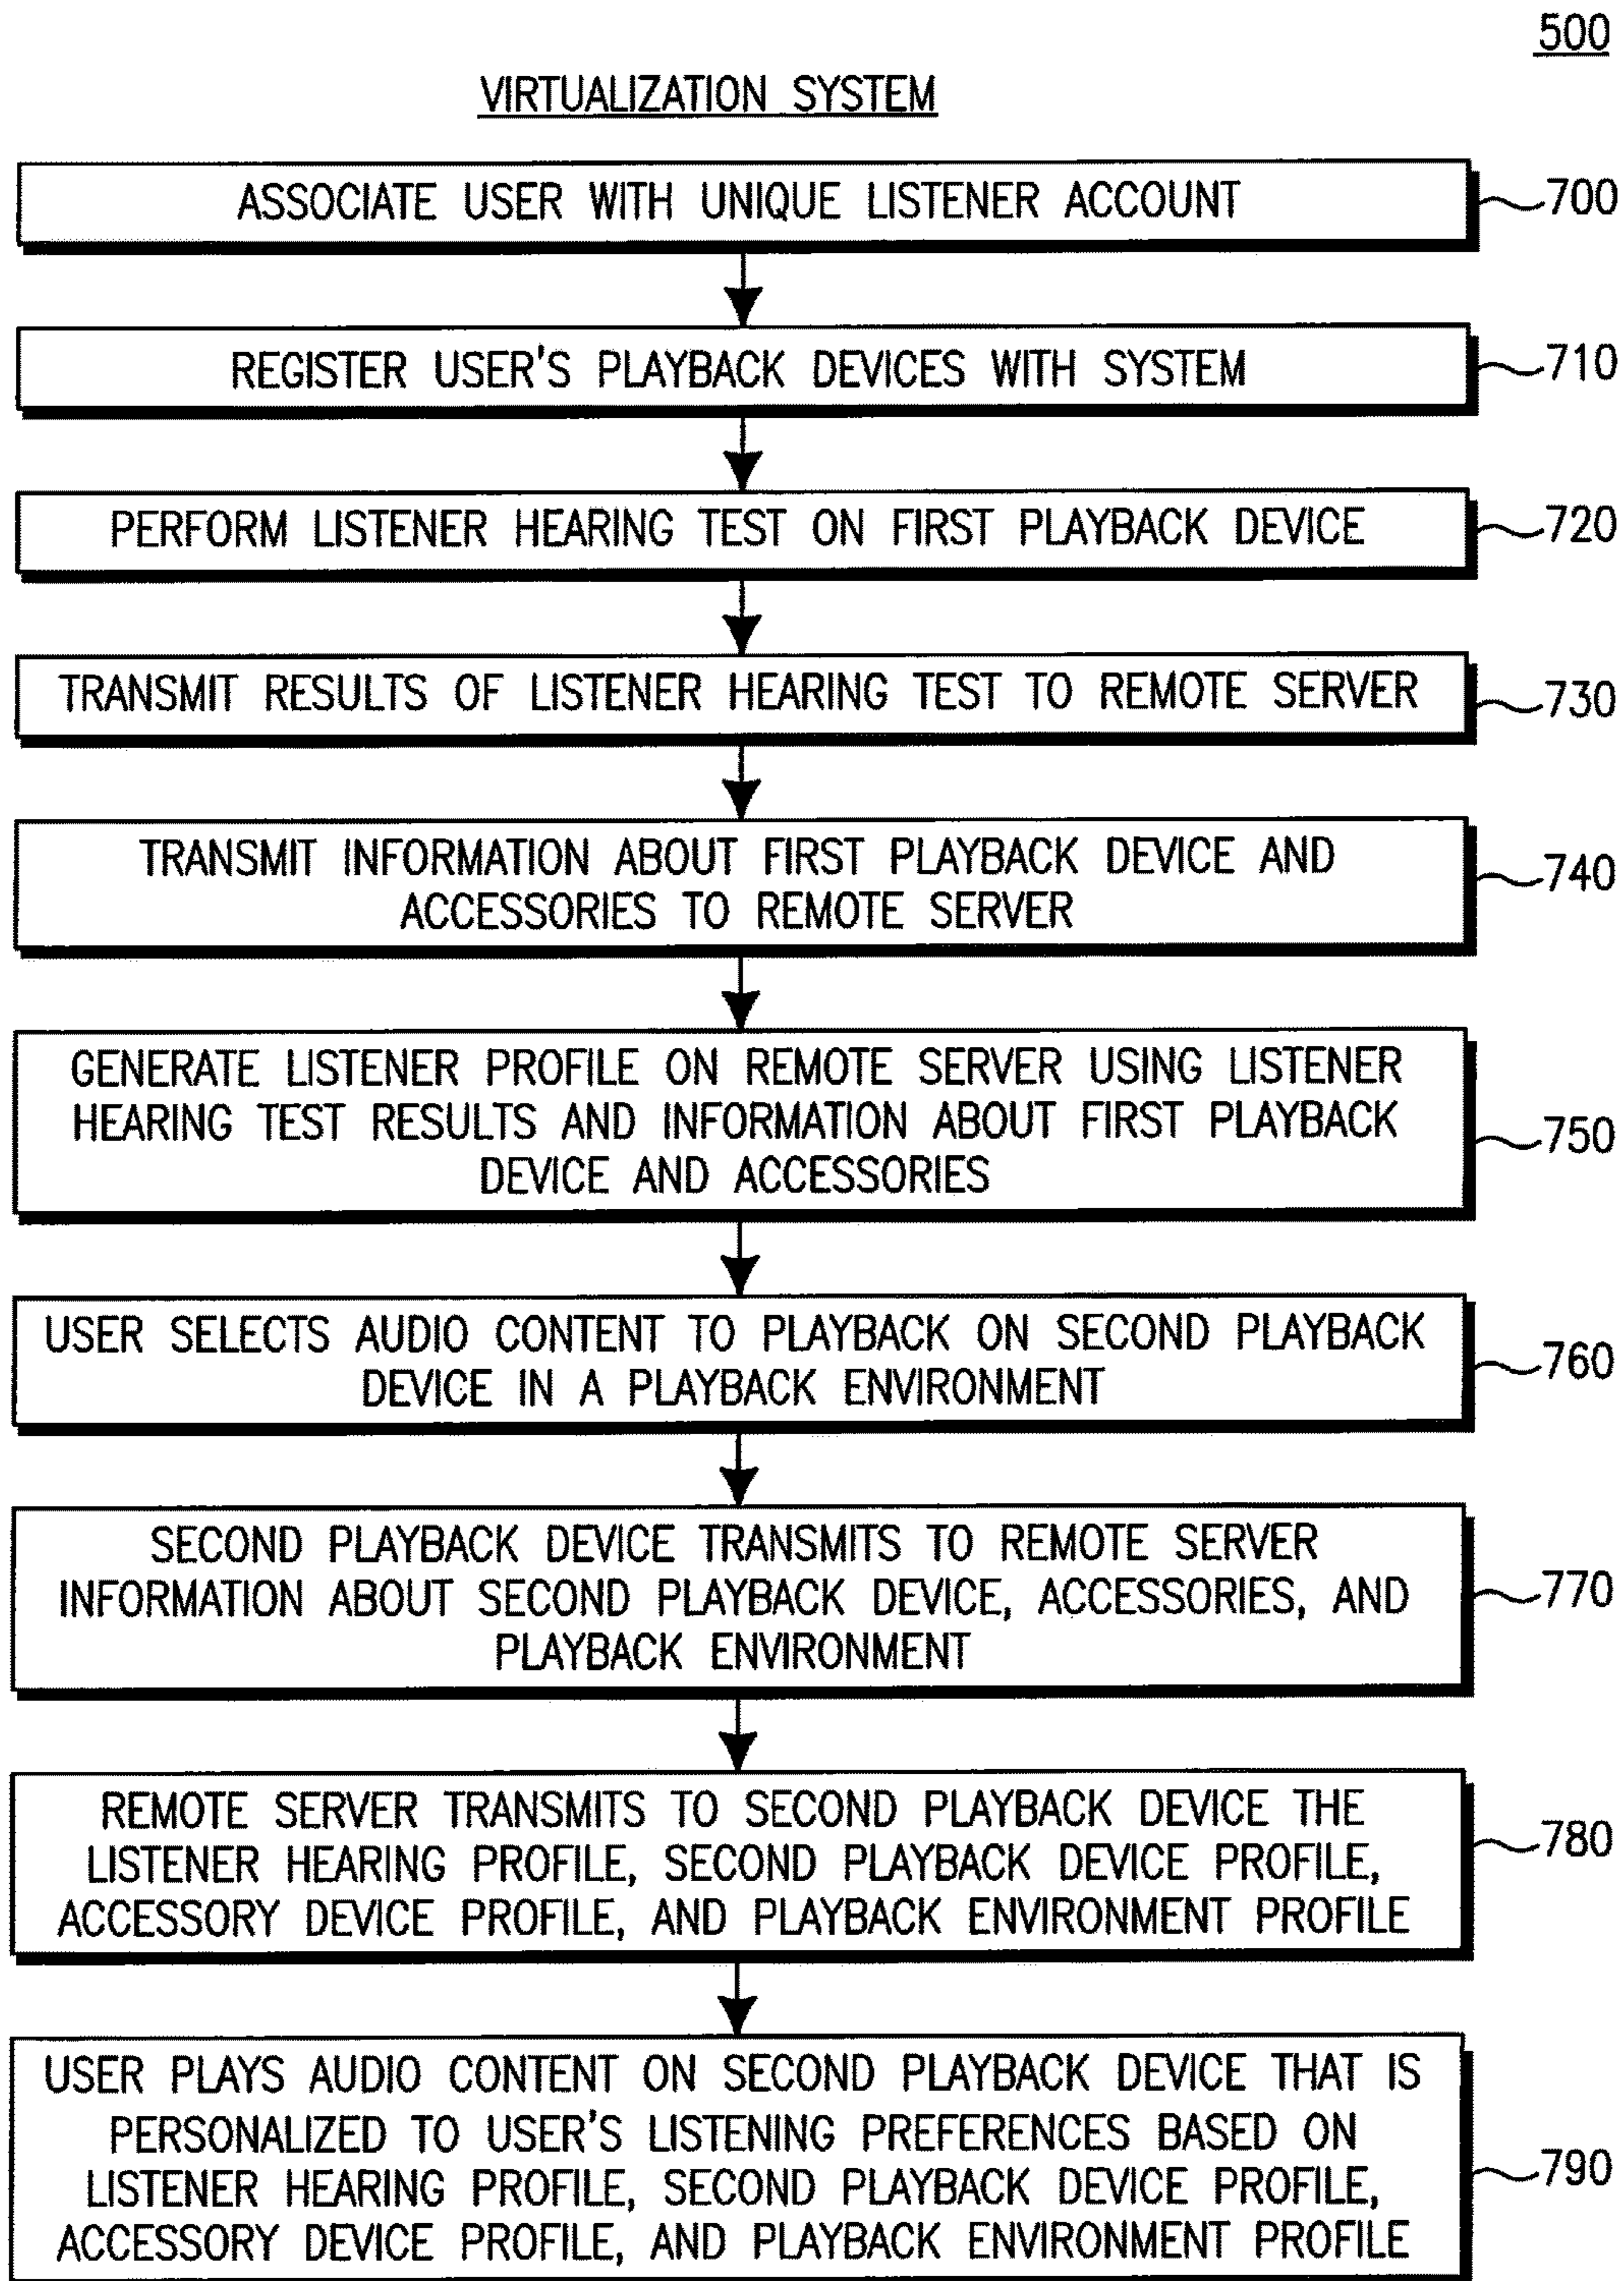 500
VIRTUALIZATION SYSTEM
ASSOCIATE USER WITH UNIQUE LISTENER ACCOUNT
700
REGISTER USER'S PLAYBACK DEVICES WITH SYSTEM
710
PERFORM LISTENER HEARING TEST ON FIRST PLAYBACK DEVICE
720
TRANSMIT RESULTS OF LISTENER HEARING TEST TO REMOTE SERVER
730
TRANSMIT INFORMATION ABOUT FIRST PLAYBACK DEVICE AND
ACCESSORIES TO REMOTE SERVER
740
GENERATE LISTENER PROFILE ON REMOTE SERVER USING LISTENER
HEARING TEST RESULTS AND INFORMATION ABOUT FIRST PLAYBACK
DEVICE AND ACCESSORIES
750
USER SELECTS AUDIO CONTENT TO PLAYBACK ON SECOND PLAYBACK
DEVICE IN A PLAYBACK ENVIRONMENT
760
SECOND PLAYBACK DEVICE TRANSMITS TO REMOTE SERVER
INFORMATION ABOUT SECOND PLAYBACK DEVICE, ACCESSORIES, AND
PLAYBACK ENVIRONMENT
770
REMOTE SERVER TRANSMITS TO SECOND PLAYBACK DEVICE THE
LISTENER HEARING PROFILE, SECOND PLAYBACK DEVICE PROFILE,
ACCESSORY DEVICE PROFILE, AND PLAYBACK ENVIRONMENT PROFILE
780
USER PLAYS AUDIO CONTENT ON SECOND PLAYBACK DEVICE THAT IS
PERSONALIZED TO USER'S LISTENING PREFERENCES BASED ON
LISTENER HEARING PROFILE, SECOND PLAYBACK DEVICE PROFILE,
ACCESSORY DEVICE PROFILE, AND PLAYBACK ENVIRONMENT PROFILE
790